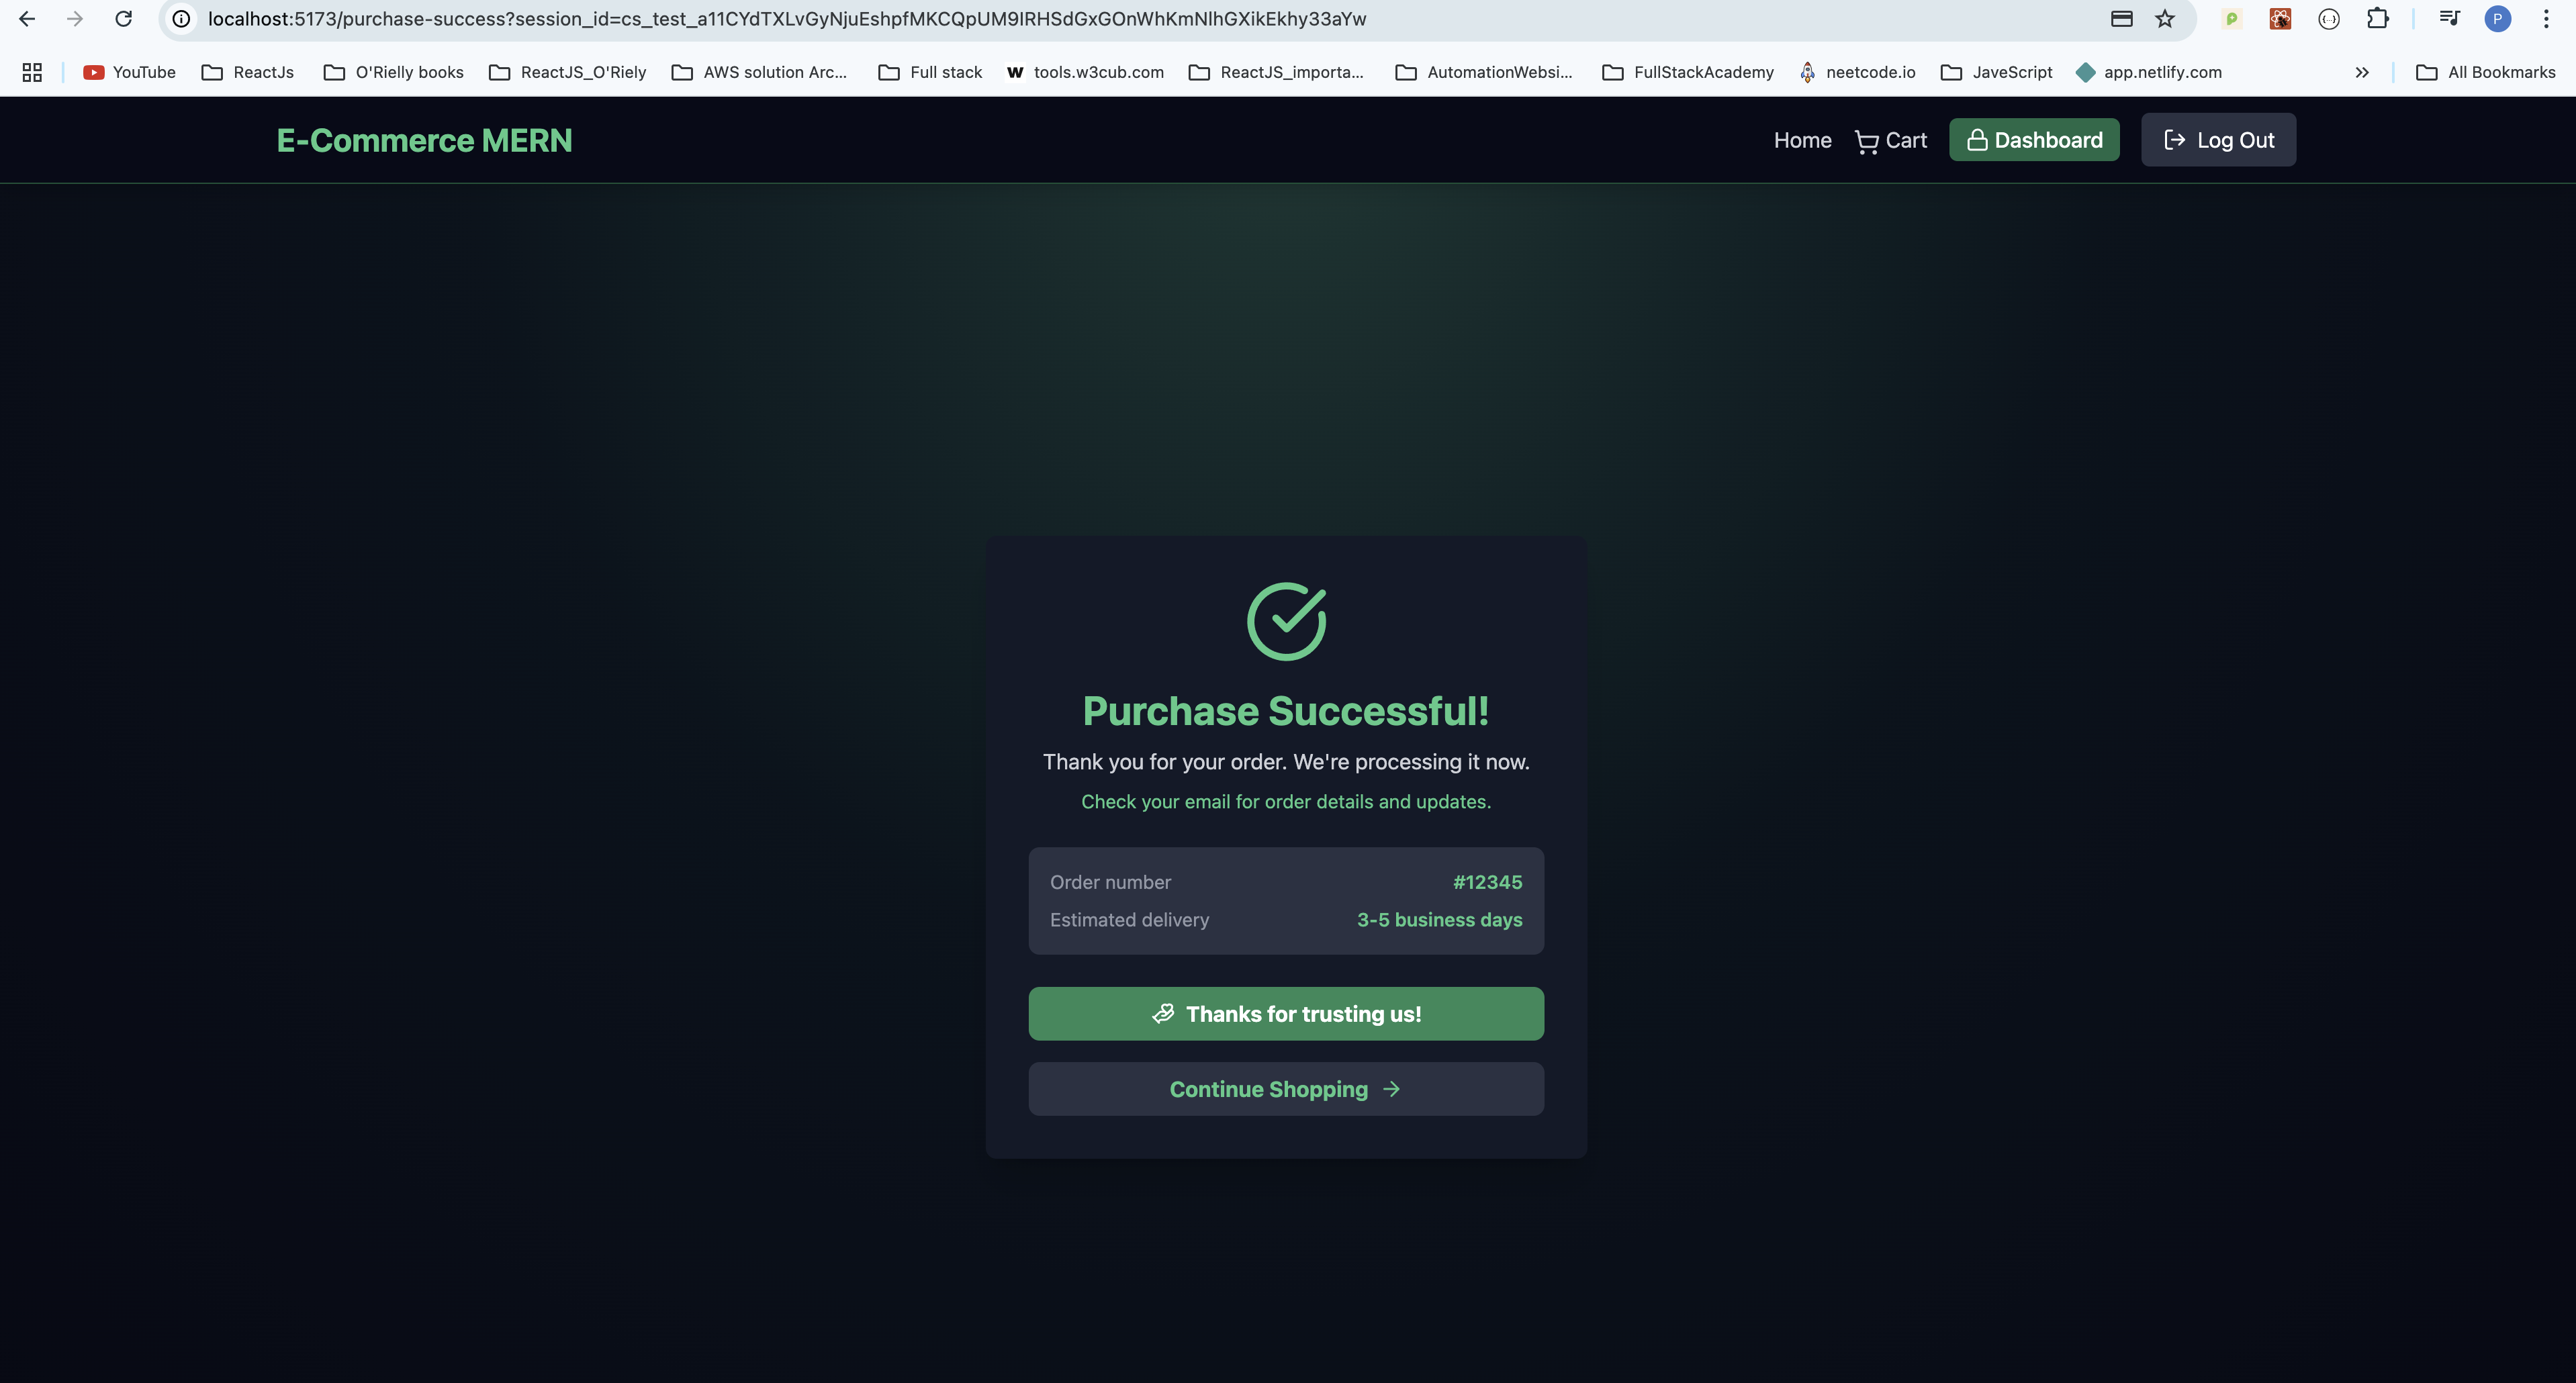 localhost:5173/purchase-success?session_id=cs_test_a11CYdTXLvGyNjuEshpfMKCQpUM9IRHSdGxGOnWhKmNlhGXikEkhy33aYw
P
YouTube ReactJs O'Rielly books ReactJS_O'Riely AWS solution Arc... Full stack W tools.w3cub.com ReactJS_importa... AutomationWebsi... FullStackAcademy neetcode.io JaveScript app.netlify.com All Bookmarks
E-Commerce MERN Home Cart Dashboard Log Out
Purchase Successful!
Thank you for your order. We're processing it now.
Check your email for order details and updates.
Order number #12345
Estimated delivery 3-5 business days
Thanks for trusting us!
Continue Shopping →